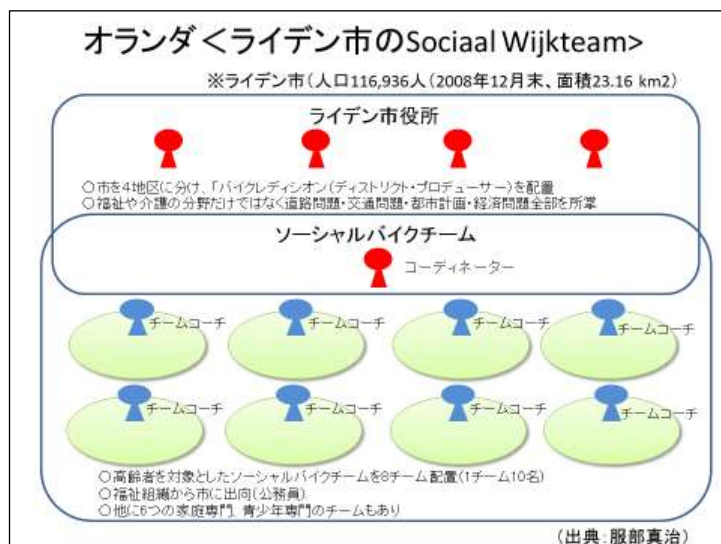 オランダ＜ライデン市のSociaal Wijkteam>
※ライデン市(人口116,936人(2008年12月末、面積23.16 km2)
ライデン市役所
○市を4地区に分け、「バイクレディシオン(ディストリクト・プロデューサー)を配置
○福祉や介護の分野だけではなく道路問題・交通問題・都市計画・経済問題全部を所掌
ソーシャルバイクチーム
コーディネーター
チームコーチ
チームコーチ
チームコーチ
チームコーチ
チームコーチ
チームコーチ
チームコーチ
チームコーチ
○高齢者を対象としたソーシャルバイクチームを8チーム配置(1チーム10名)
○福祉組織から市に出向(公務員)
○他に6つの家庭専門、青少年専門のチームもあり
(出典：服部真治)